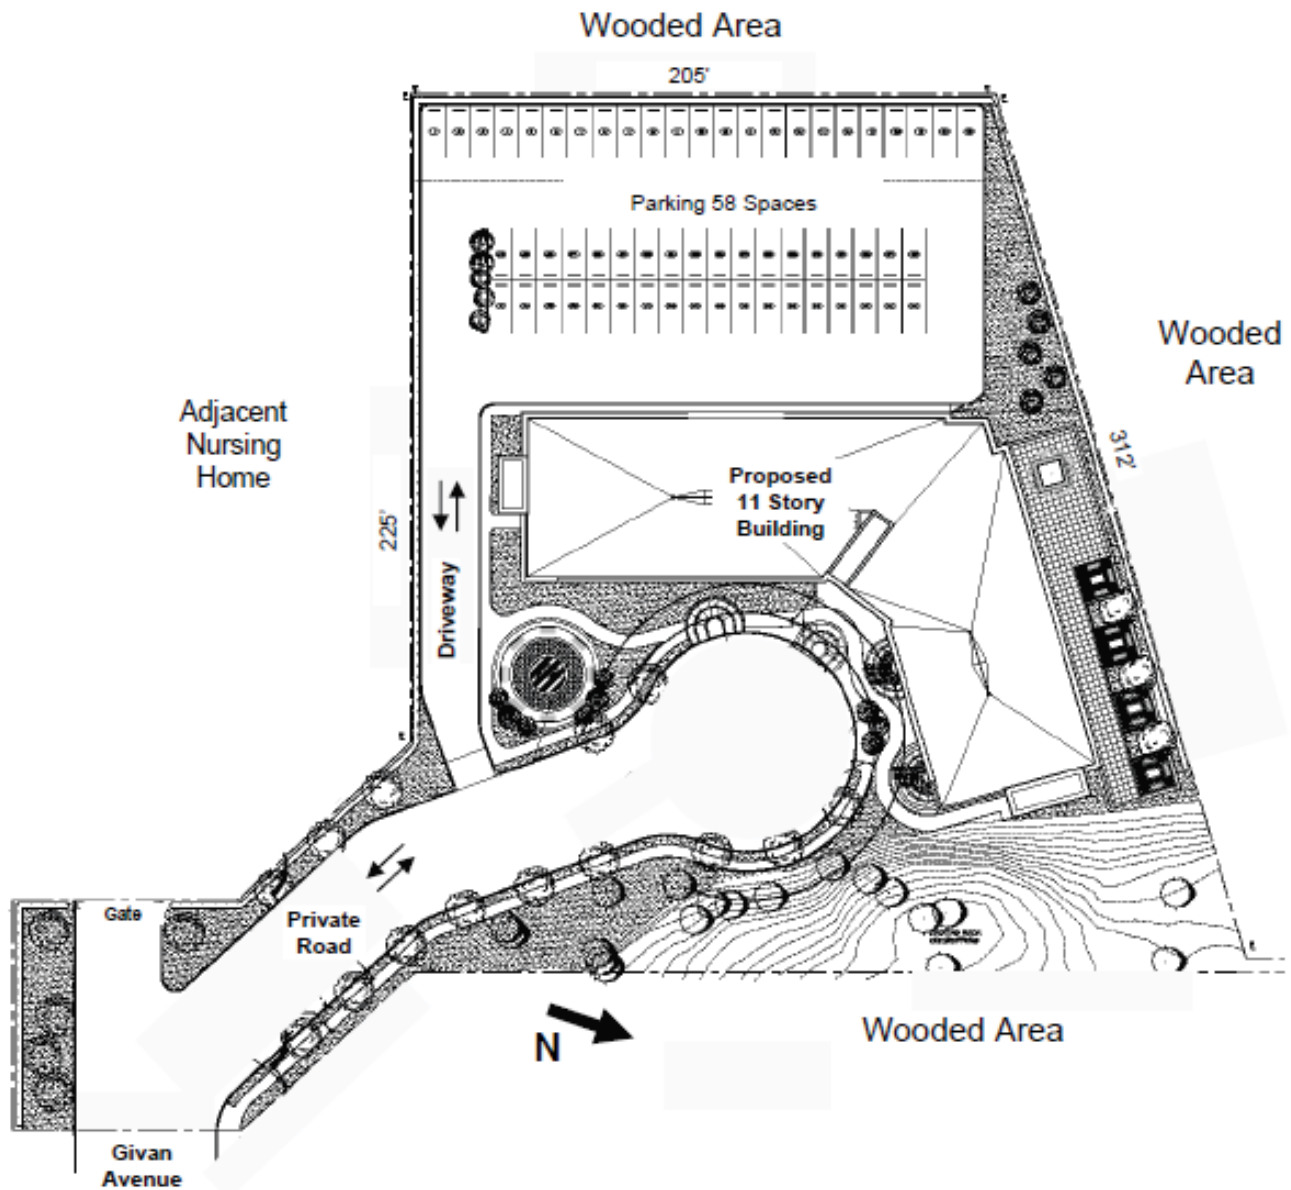 Wooded Area
205'
Parking 58 Spaces
Wooded
Area
Adjacent
Nursing
Home
312'
Proposed
11 Story
Building
225'
Driveway
Gate
Private
Road
N
Wooded Area
Givan
Avenue